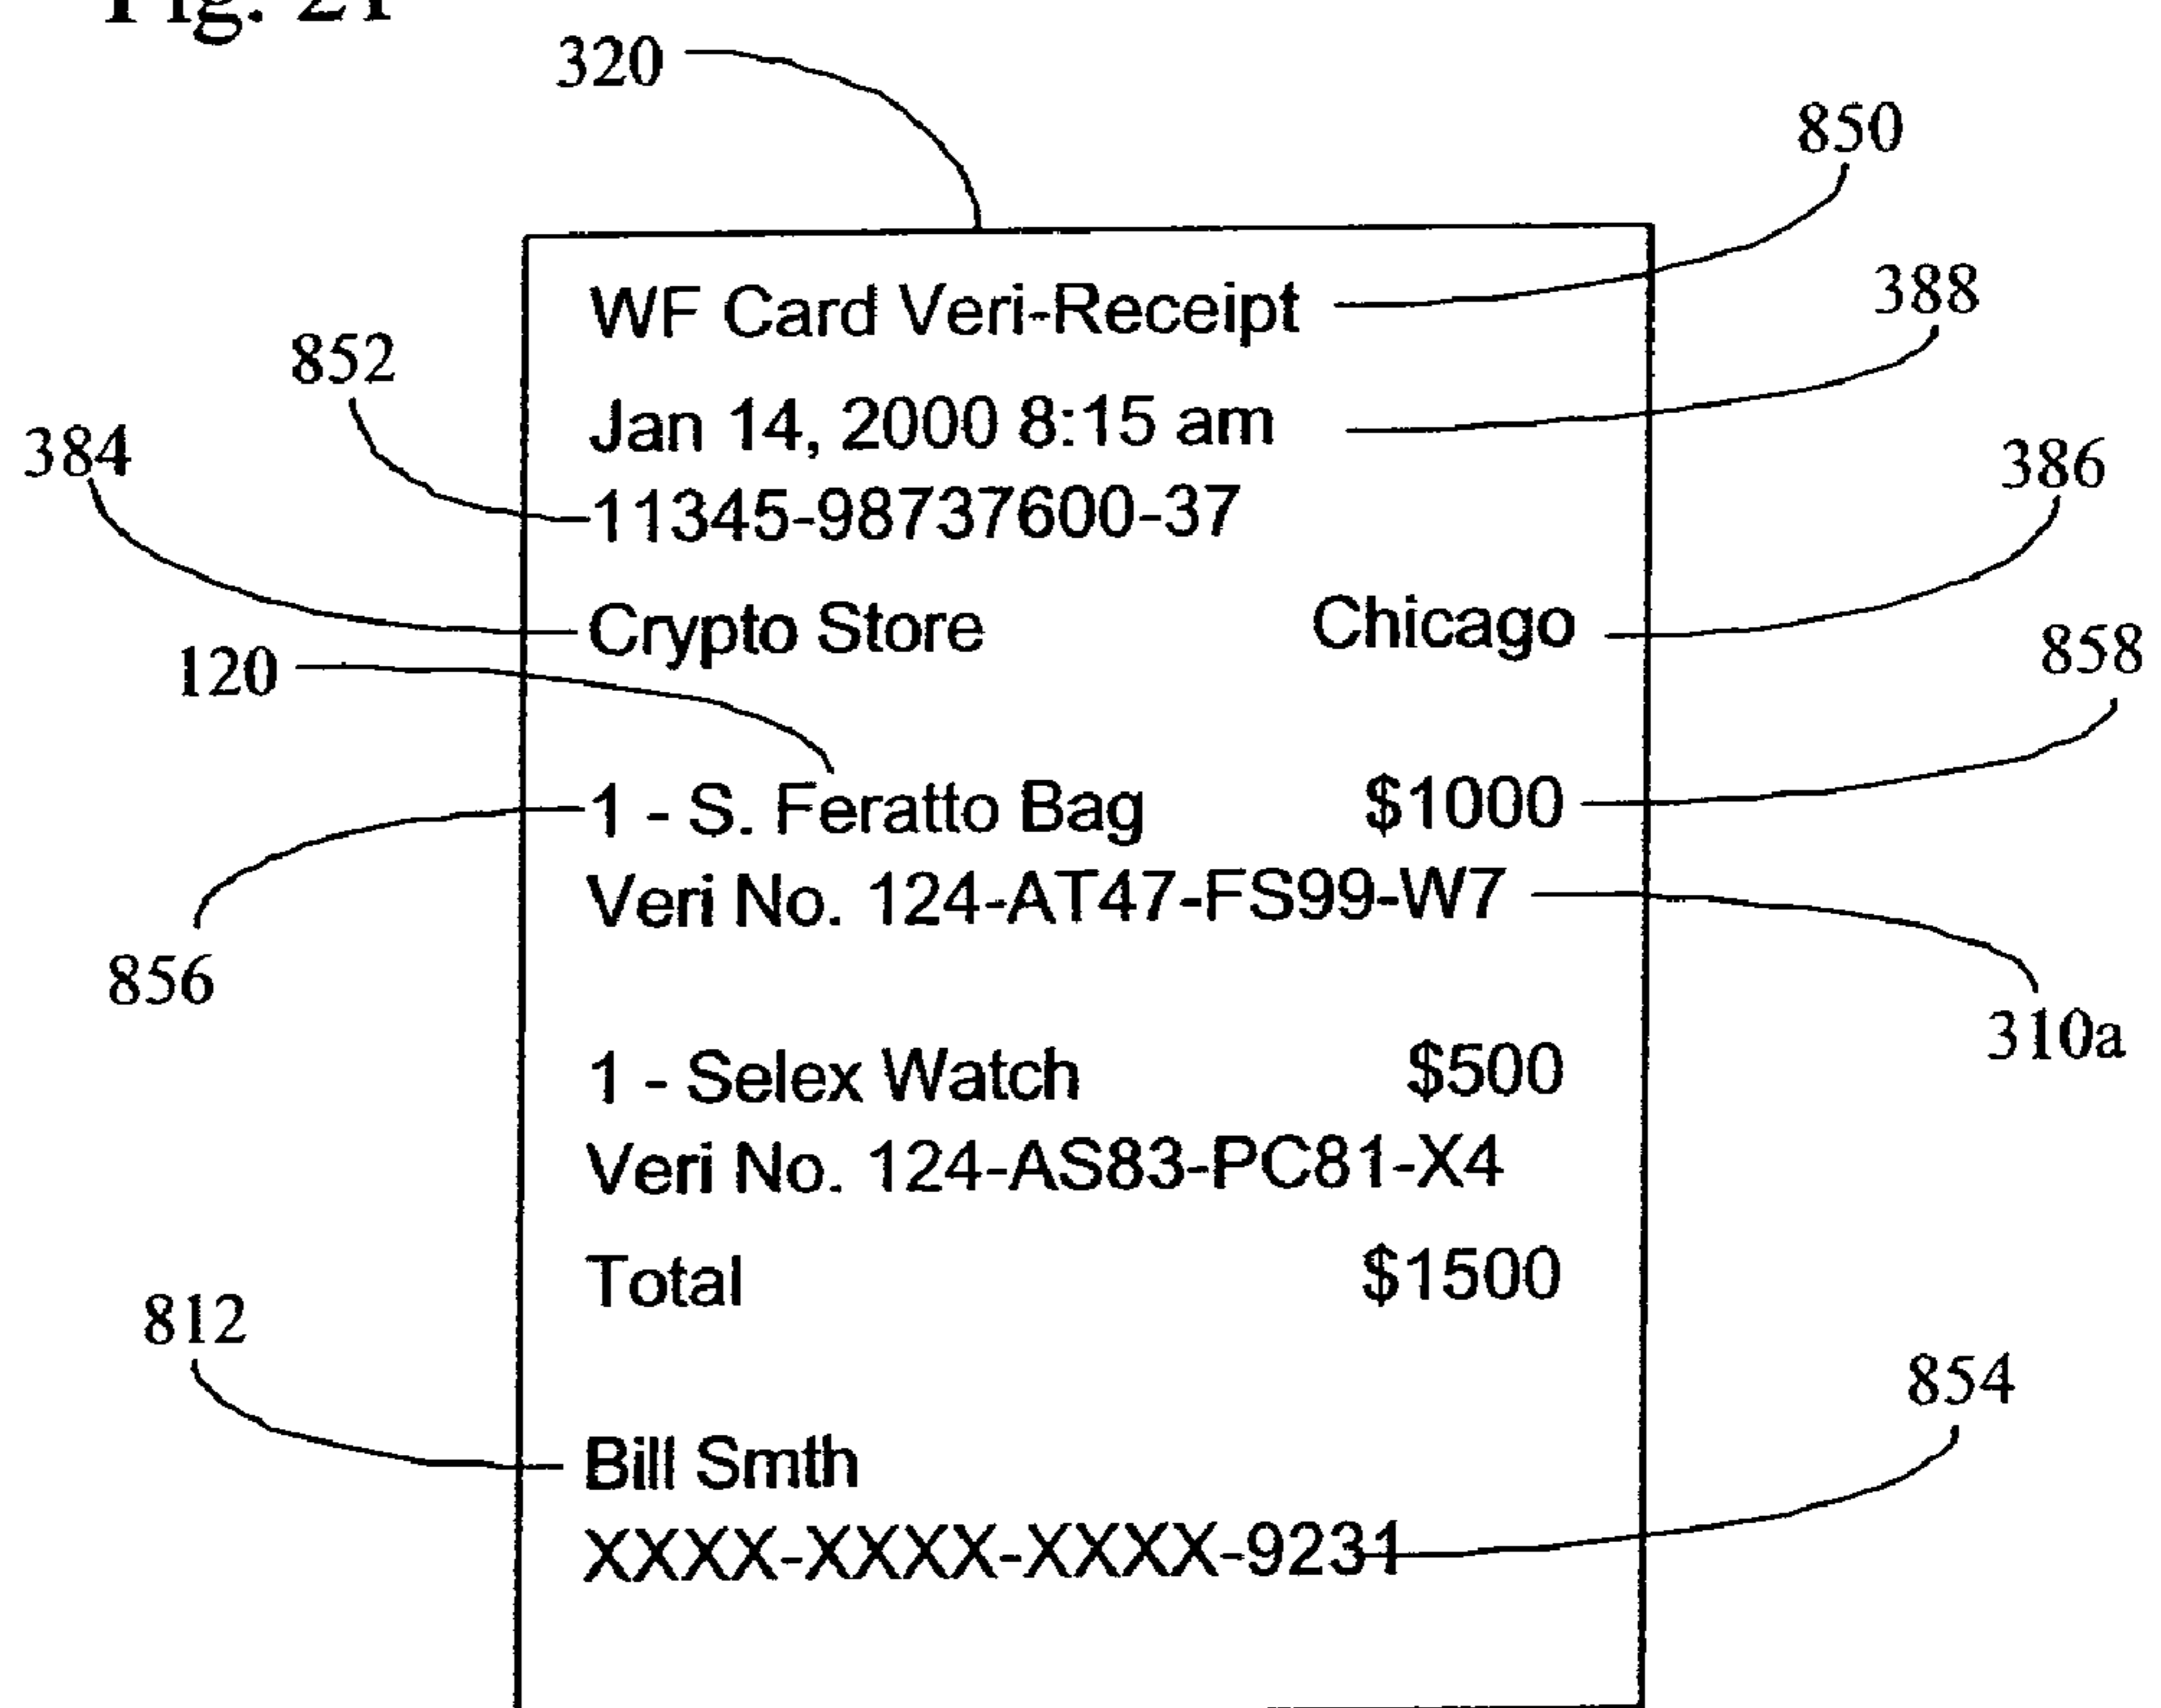 Fig. 21
320
850
WF Card Veri-Receipt
388
852
Jan 14, 2000 8:15 am
384
386
11345-98737600-37
Crypto Store Chicago
120
858
1 - S. Feratto Bag $1000
Veri No. 124-AT47-FS99-W7
856
310a
1 - Selex Watch $500
Veri No. 124-AS83-PC81-X4
Total $1500
812
854
Bill Smth
XXXX-XXXX-XXXX-9231